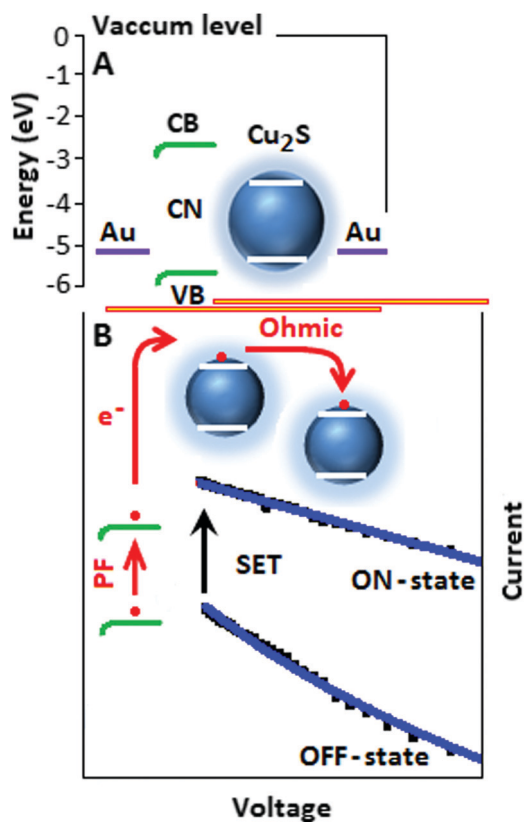 Vaccum level
A
0
-1
-2
-3
-4
-5
-6
Energy (eV)
CB
Cu₂S
CN
Au
Au
VB
B
Ohmic
e⁻
PF
SET
ON-state
OFF-state
Current
Voltage